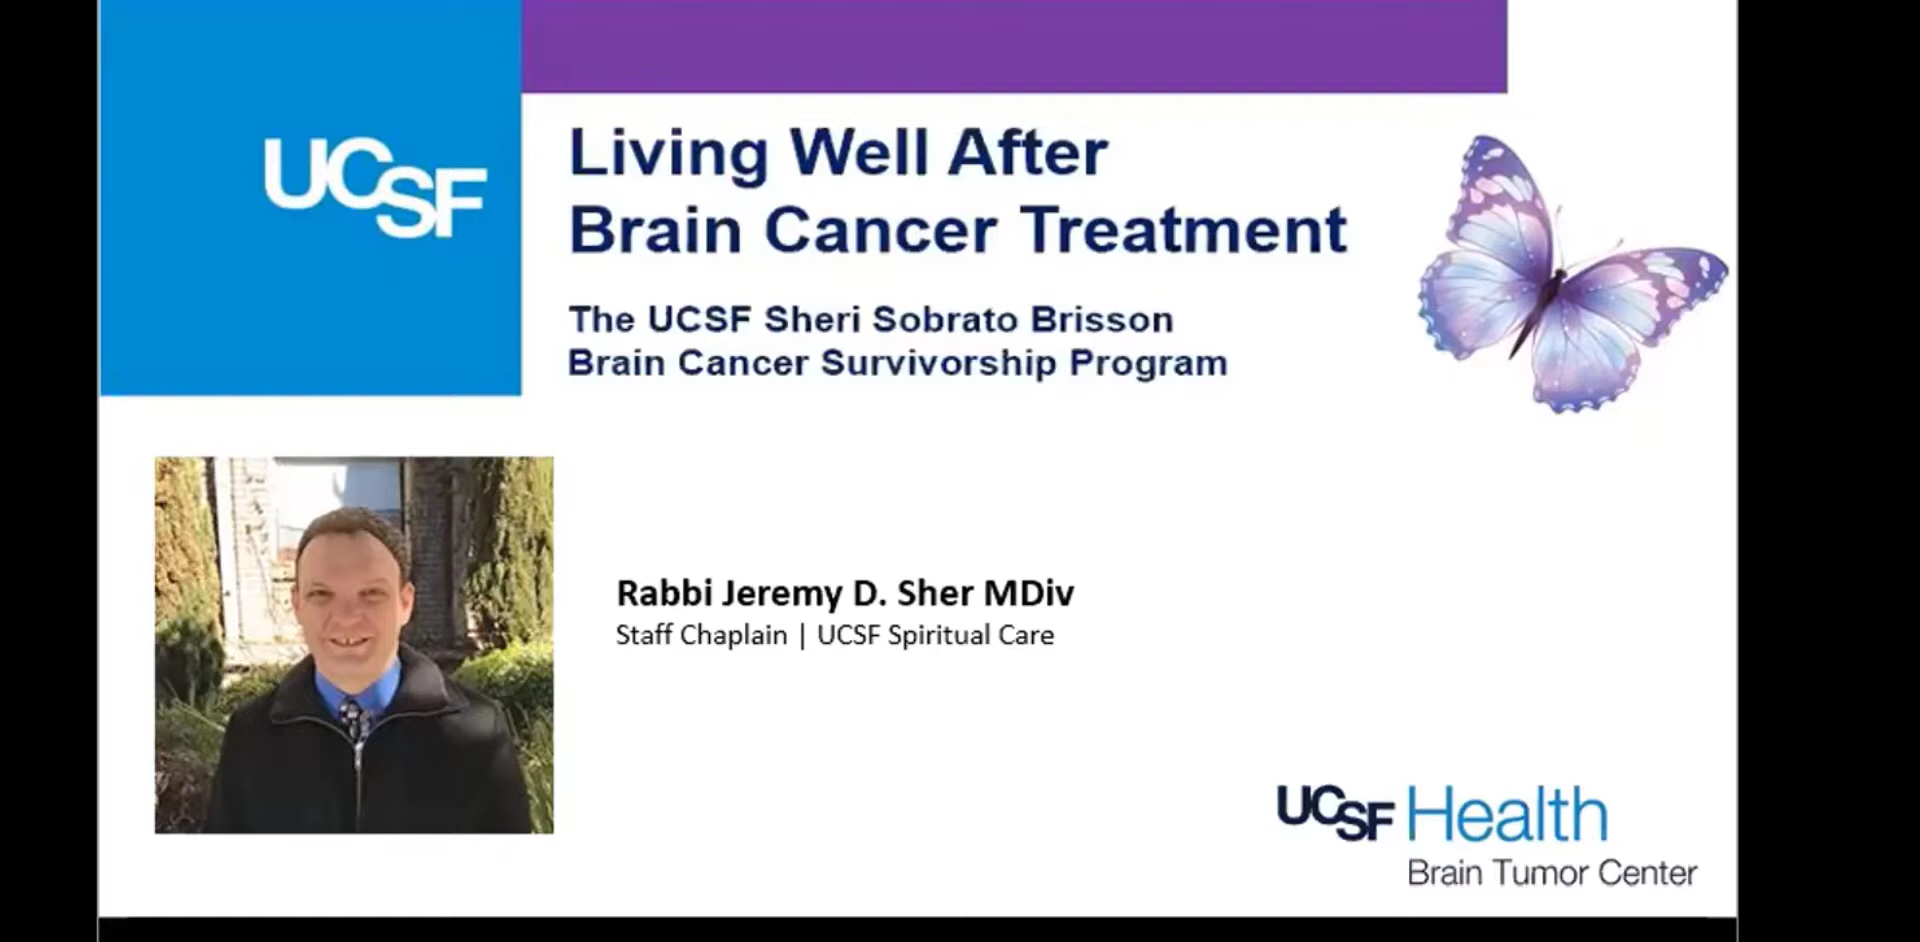 UCSF
Living Well After
Brain Cancer Treatment
The UCSF Sheri Sobrato Brisson
Brain Cancer Survivorship Program
Rabbi Jeremy D. Sher MDiv
Staff Chaplain | UCSF Spiritual Care
UCSF Health
Brain Tumor Center